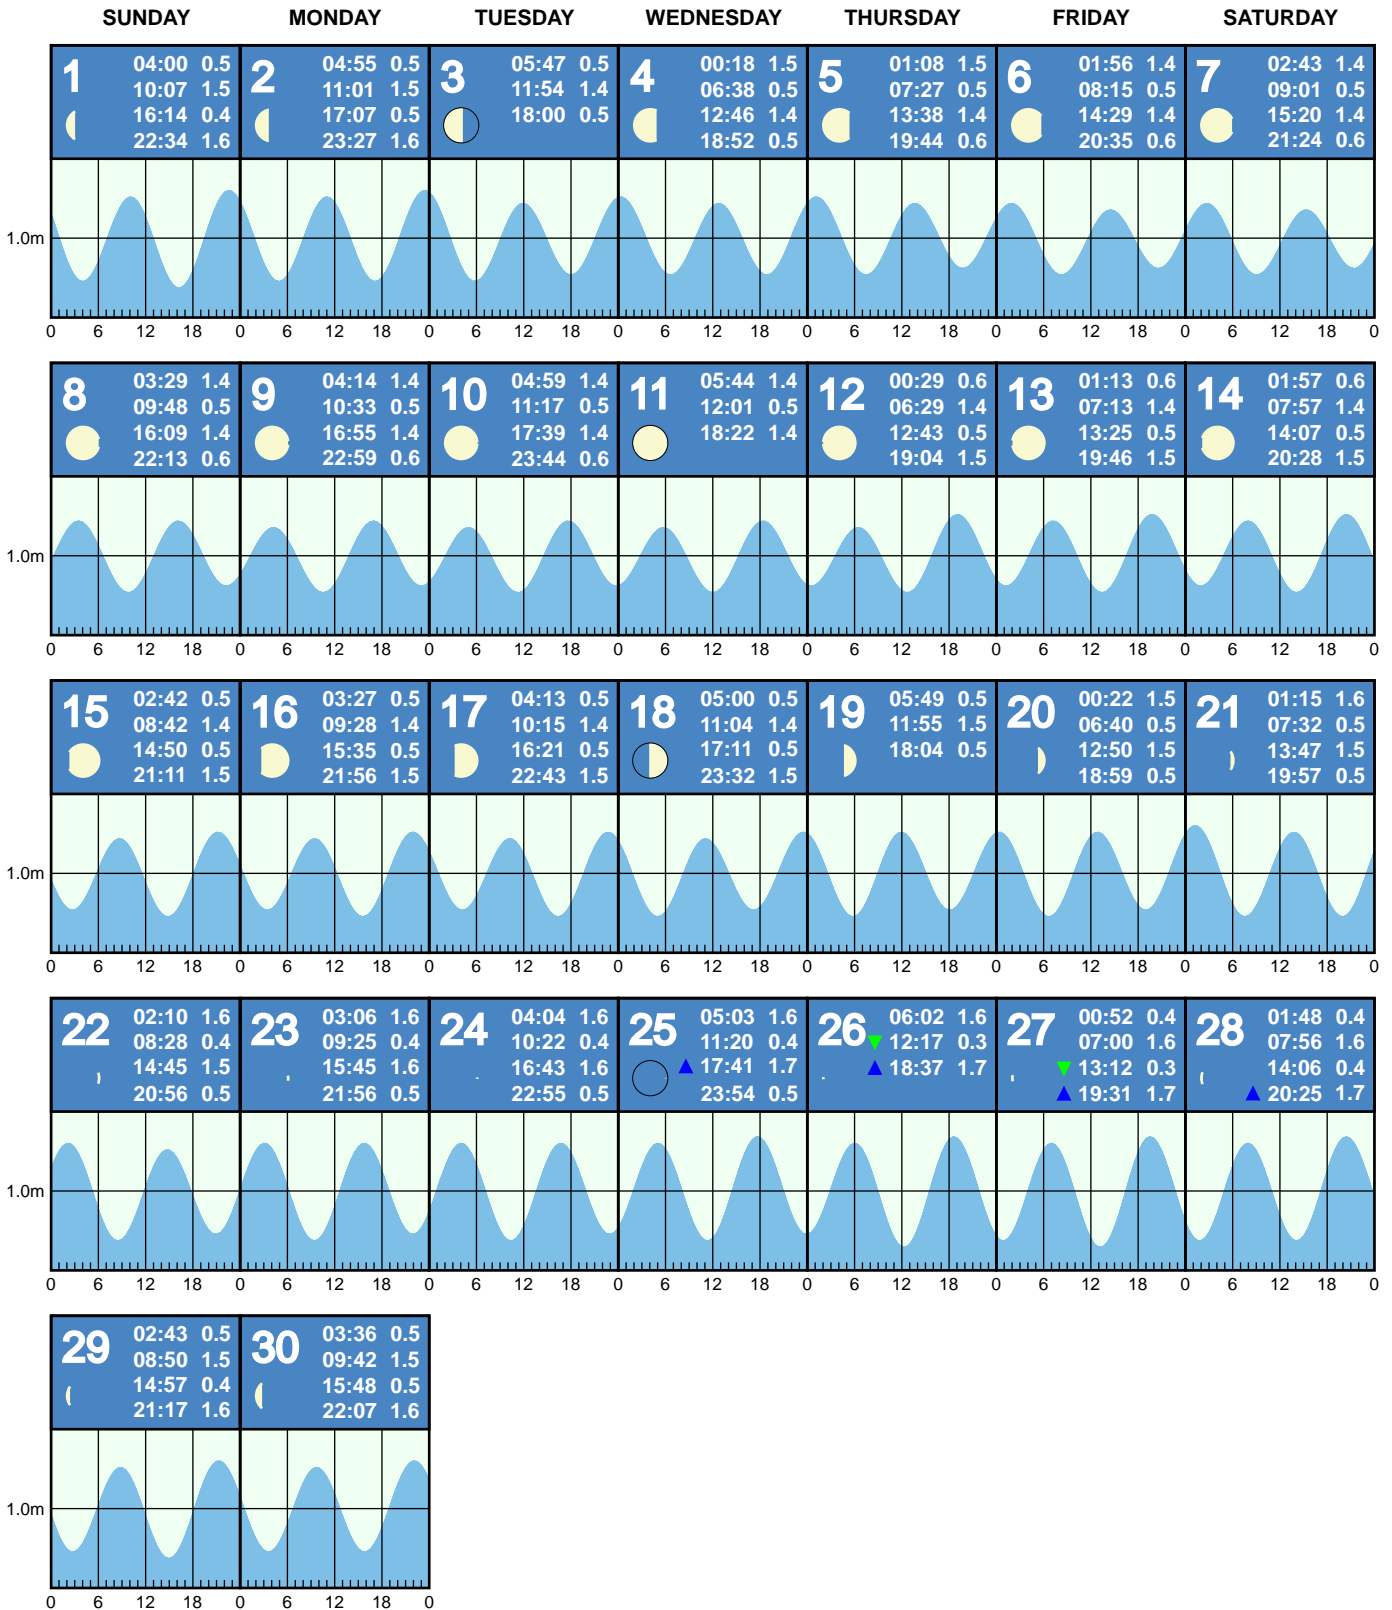 SUNDAY MONDAY TUESDAY WEDNESDAY THURSDAY FRIDAY SATURDAY
1 04:00 0.5
10:07 1.5
16:14 0.4
22:34 1.6
2 04:55 0.5
11:01 1.5
17:07 0.5
23:27 1.6
3 05:47 0.5
11:54 1.4
18:00 0.5
4 00:18 1.5
06:38 0.5
12:46 1.4
18:52 0.5
5 01:08 1.5
07:27 0.5
13:38 1.4
19:44 0.6
6 01:56 1.4
08:15 0.5
14:29 1.4
20:35 0.6
7 02:43 1.4
09:01 0.5
15:20 1.4
21:24 0.6
1.0m
0 6 12 18 0 6 12 18 0 6 12 18 0 6 12 18 0 6 12 18 0 6 12 18 0 6 12 18 0
8 03:29 1.4
09:48 0.5
16:09 1.4
22:13 0.6
9 04:14 1.4
10:33 0.5
16:55 1.4
22:59 0.6
10 04:59 1.4
11:17 0.5
17:39 1.4
23:44 0.6
11 05:44 1.4
12:01 0.5
18:22 1.4
12 00:29 0.6
06:29 1.4
12:43 0.5
19:04 1.5
13 01:13 0.6
07:13 1.4
13:25 0.5
19:46 1.5
14 01:57 0.6
07:57 1.4
14:07 0.5
20:28 1.5
1.0m
0 6 12 18 0 6 12 18 0 6 12 18 0 6 12 18 0 6 12 18 0 6 12 18 0 6 12 18 0
15 02:42 0.5
08:42 1.4
14:50 0.5
21:11 1.5
16 03:27 0.5
09:28 1.4
15:35 0.5
21:56 1.5
17 04:13 0.5
10:15 1.4
16:21 0.5
22:43 1.5
18 05:00 0.5
11:04 1.4
17:11 0.5
23:32 1.5
19 05:49 0.5
11:55 1.5
18:04 0.5
20 00:22 1.5
06:40 0.5
12:50 1.5
18:59 0.5
21 01:15 1.6
07:32 0.5
13:47 1.5
19:57 0.5
1.0m
0 6 12 18 0 6 12 18 0 6 12 18 0 6 12 18 0 6 12 18 0 6 12 18 0 6 12 18 0
22 02:10 1.6
08:28 0.4
14:45 1.5
20:56 0.5
23 03:06 1.6
09:25 0.4
15:45 1.6
21:56 0.5
24 04:04 1.6
10:22 0.4
16:43 1.6
22:55 0.5
25 05:03 1.6
11:20 0.4
17:41 1.7
23:54 0.5
26 06:02 1.6
12:17 0.3
18:37 1.7
27 00:52 0.4
07:00 1.6
13:12 0.3
19:31 1.7
28 01:48 0.4
07:56 1.6
14:06 0.4
20:25 1.7
1.0m
0 6 12 18 0 6 12 18 0 6 12 18 0 6 12 18 0 6 12 18 0 6 12 18 0 6 12 18 0
29 02:43 0.5
08:50 1.5
14:57 0.4
21:17 1.6
30 03:36 0.5
09:42 1.5
15:48 0.5
22:07 1.6
1.0m
0 6 12 18 0 6 12 18 0